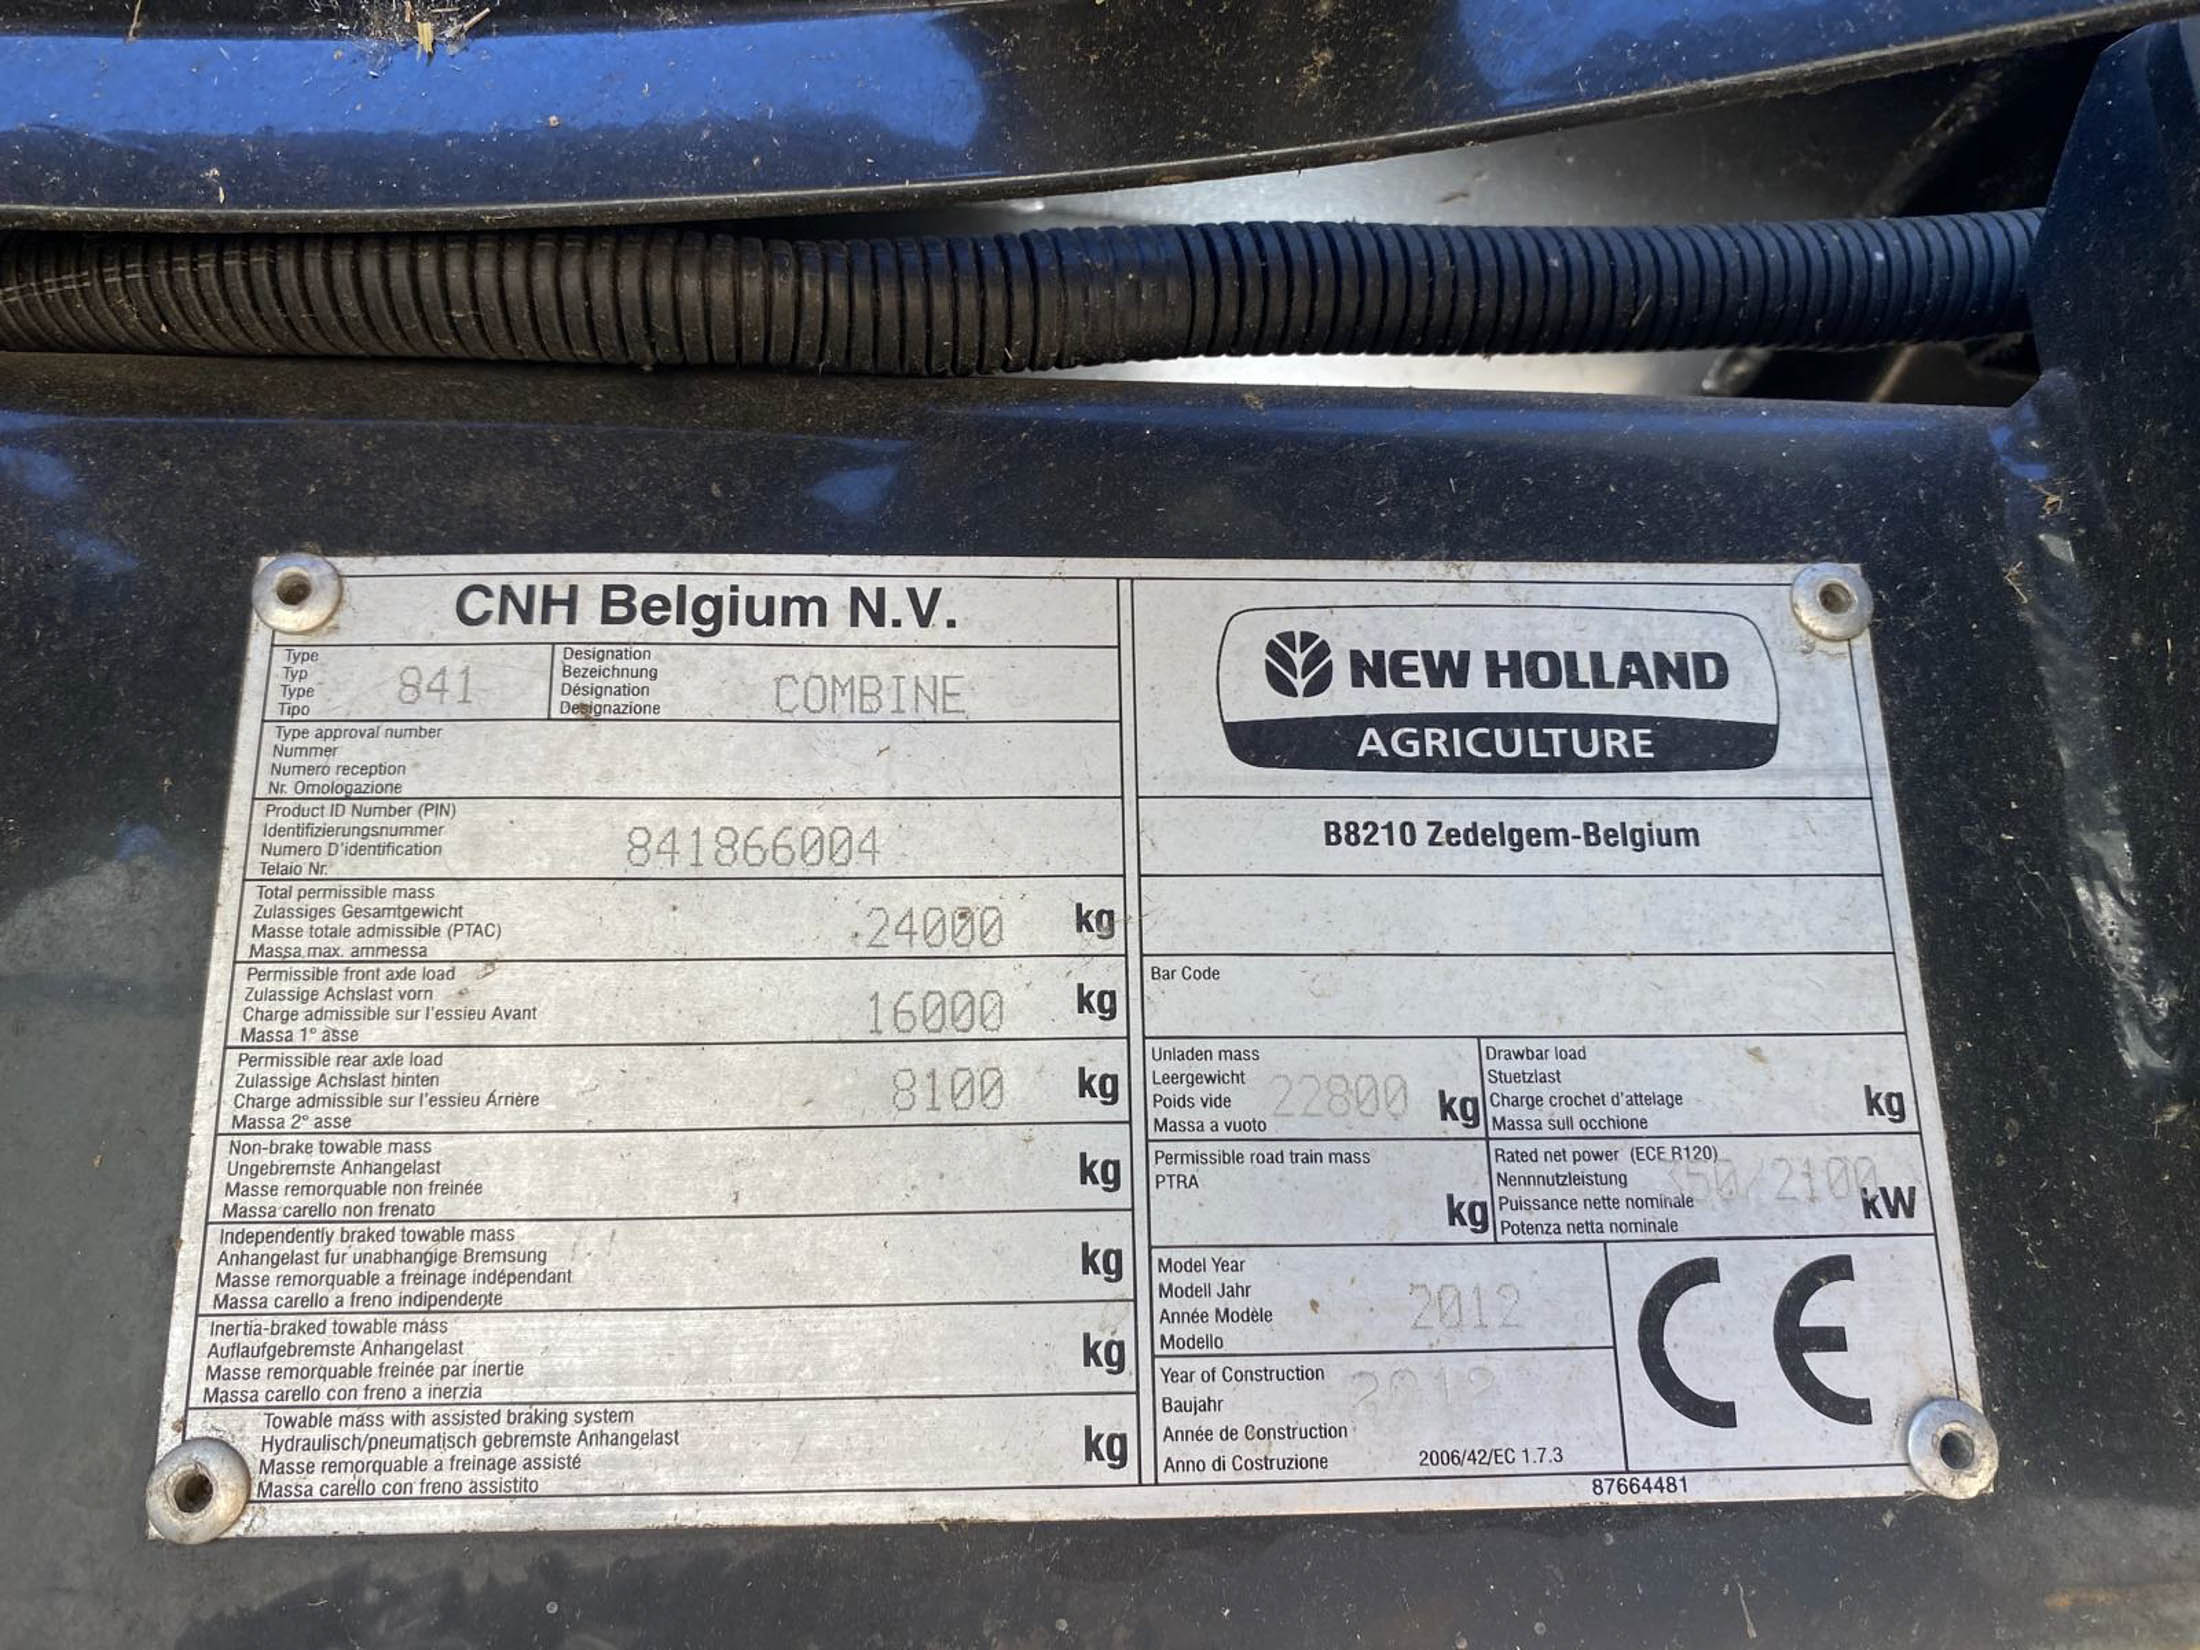 CNH Belgium N.V.
Type
Typ
Type
Tipo
841
Designation
Bezeichnung
Désignation
Designazione
COMBINE
Type approval number
Nummer
Numero reception
Nr. Omologazione
Product ID Number (PIN)
Identifizierungsnummer
Numero D'identification
Telaio Nr.
841866004
Total permissible mass
Zulassiges Gesamtgewicht
Masse totale admissible (PTAC)
Massa max. ammessa
24000 kg
Permissible front axle load
Zulassige Achslast vorn
Charge admissible sur l'essieu Avant
Massa 1° asse
16000 kg
Permissible rear axle load
Zulassige Achslast hinten
Charge admissible sur l'essieu Arrière
Massa 2° asse
8100 kg
Non-brake towable mass
Ungebremste Anhangelast
Masse remorquable non freinée
Massa carello non frenato
kg
Independently braked towable mass
Anhangelast fur unabhangige Bremsung
Masse remorquable a freinage indépendant
Massa carello a freno indipendente
kg
Inertia-braked towable mass
Auflaufgebremste Anhangelast
Masse remorquable freinée par inertie
Massa carello con freno a inerzia
kg
Towable mass with assisted braking system
Hydraulisch/pneumatisch gebremste Anhangelast
Masse remorquable a freinage assisté
Massa carello con freno assistito
kg
NEW HOLLAND
AGRICULTURE
B8210 Zedelgem-Belgium
Bar Code
Unladen mass
Leergewicht
Poids vide
Massa a vuoto
22800 kg
Drawbar load
Stuetzlast
Charge crochet d'attelage
Massa sull occhione
kg
Permissible road train mass
PTRA
kg
Rated net power (ECE R120)
Nennnutzleistung
Puissance nette nominale
Potenza netta nominale
350/2100
kW
Model Year
Modell Jahr
Année Modèle
Modello
2012
Year of Construction
Baujahr
Année de Construction
Anno di Costruzione
2012
2006/42/EC 1.7.3
CE
87664481